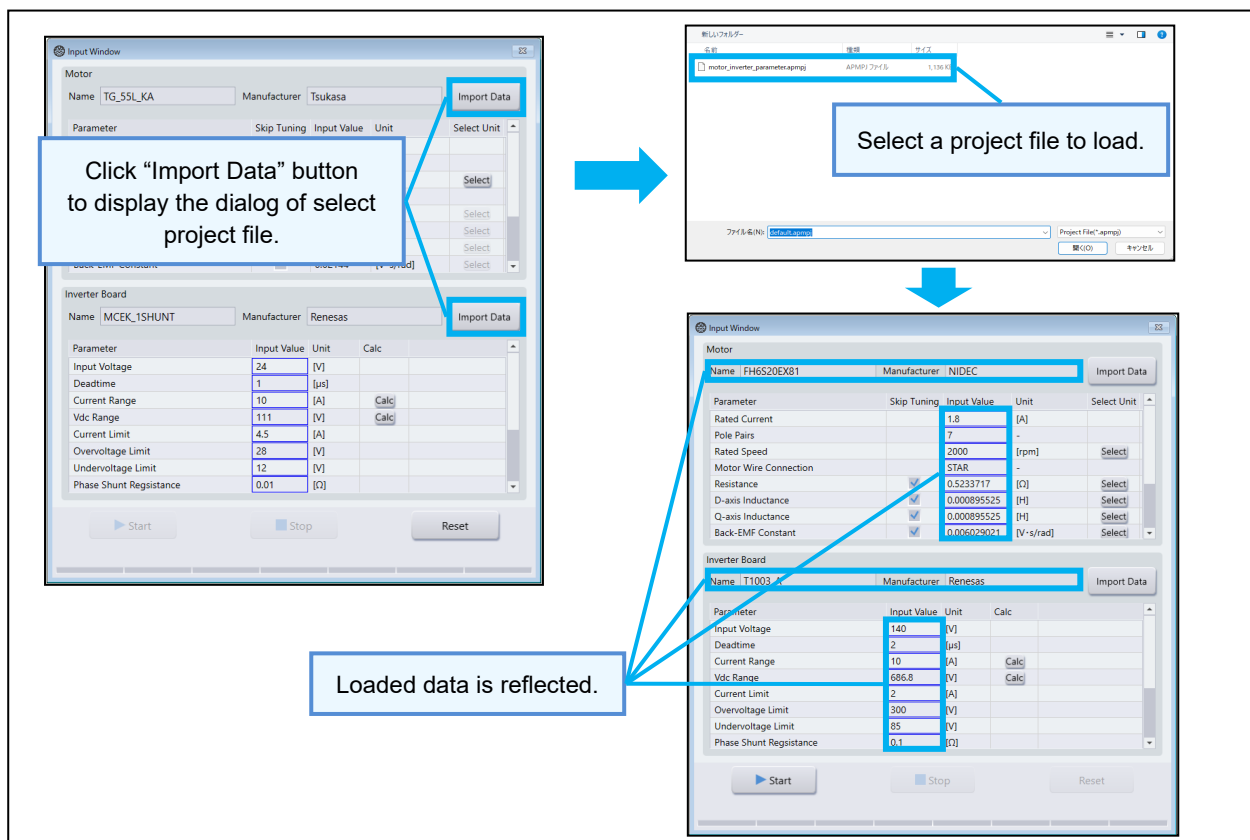 Input Window
Motor
Name TG_55L_KA Manufacturer Tsukasa Import Data
Parameter Skip Tuning Input Value Unit Select Unit
Select
Select
Select
Select
Select
Click “Import Data” button
to display the dialog of select
project file.
Inverter Board
Name MCEK_1SHUNT Manufacturer Renesas Import Data
Parameter Input Value Unit Calc
Input Voltage 24 [V]
Deadtime 1 [µs]
Current Range 10 [A] Calc
Vdc Range 111 [V] Calc
Current Limit 4.5 [A]
Overvoltage Limit 28 [V]
Undervoltage Limit 12 [V]
Phase Shunt Regsistance 0.01 [Ω]
Start Stop Reset
新しいフォルダー
名前 種類 サイズ
motor_inverter_parameter.apmpj APMPJ ファイル 1,136
Select a project file to load.
ファイル名(N): default.apmpj Project File(*.apmpj)
開く(O) キャンセル
Input Window
Motor
Name FH6S20EX81 Manufacturer NIDEC Import Data
Parameter Skip Tuning Input Value Unit Select Unit
Rated Current 1.8 [A]
Pole Pairs 7 -
Rated Speed 2000 [rpm] Select
Motor Wire Connection STAR -
Resistance 0.5233717 [Ω] Select
D-axis Inductance 0.000895525 [H] Select
Q-axis Inductance 0.000895525 [H] Select
Back-EMF Constant 0.006029021 [V·s/rad] Select
Inverter Board
Name T1003_A Manufacturer Renesas Import Data
Parameter Input Value Unit Calc
Input Voltage 140 [V]
Deadtime 2 [µs]
Current Range 10 [A] Calc
Vdc Range 686.8 [V] Calc
Current Limit 2 [A]
Overvoltage Limit 300 [V]
Undervoltage Limit 85 [V]
Phase Shunt Regsistance 0.1 [Ω]
Start Stop Reset
Loaded data is reflected.